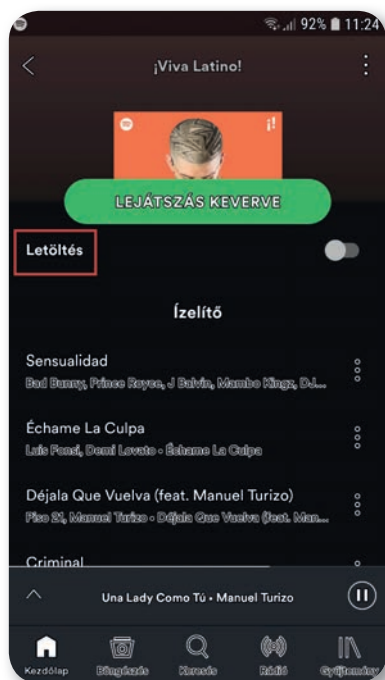 92% 11:24
¡Viva Latino!
LEJÁTSZÁS KEVERVE
Letöltés
Ízelítő
Sensualidad
Bad Bunny, Prince Royce, J Balvin, Mambo Kingz, DJ...
Échame La Culpa
Luis Fonsi, Demi Lovato • Échame La Culpa
Déjala Que Vuelva (feat. Manuel Turizo)
Piso 21, Manuel Turizo • Déjala Que Vuelva (feat. Man...
Criminal
Una Lady Como Tú • Manuel Turizo
Kezdőlap Böngészés Keresés Rádió Gyűjtemény